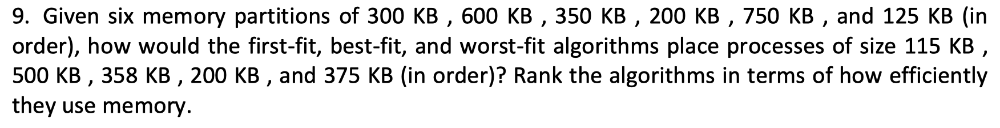 9. Given six memory partitions of 300 KB , 600 KB , 350 KB , 200 KB , 750 KB , and 125 KB (in
order), how would the first-fit, best-fit, and worst-fit algorithms place processes of size 115 KB ,
500 KB , 358 KB , 200 KB , and 375 KB (in order)? Rank the algorithms in terms of how efficiently
they use memory.